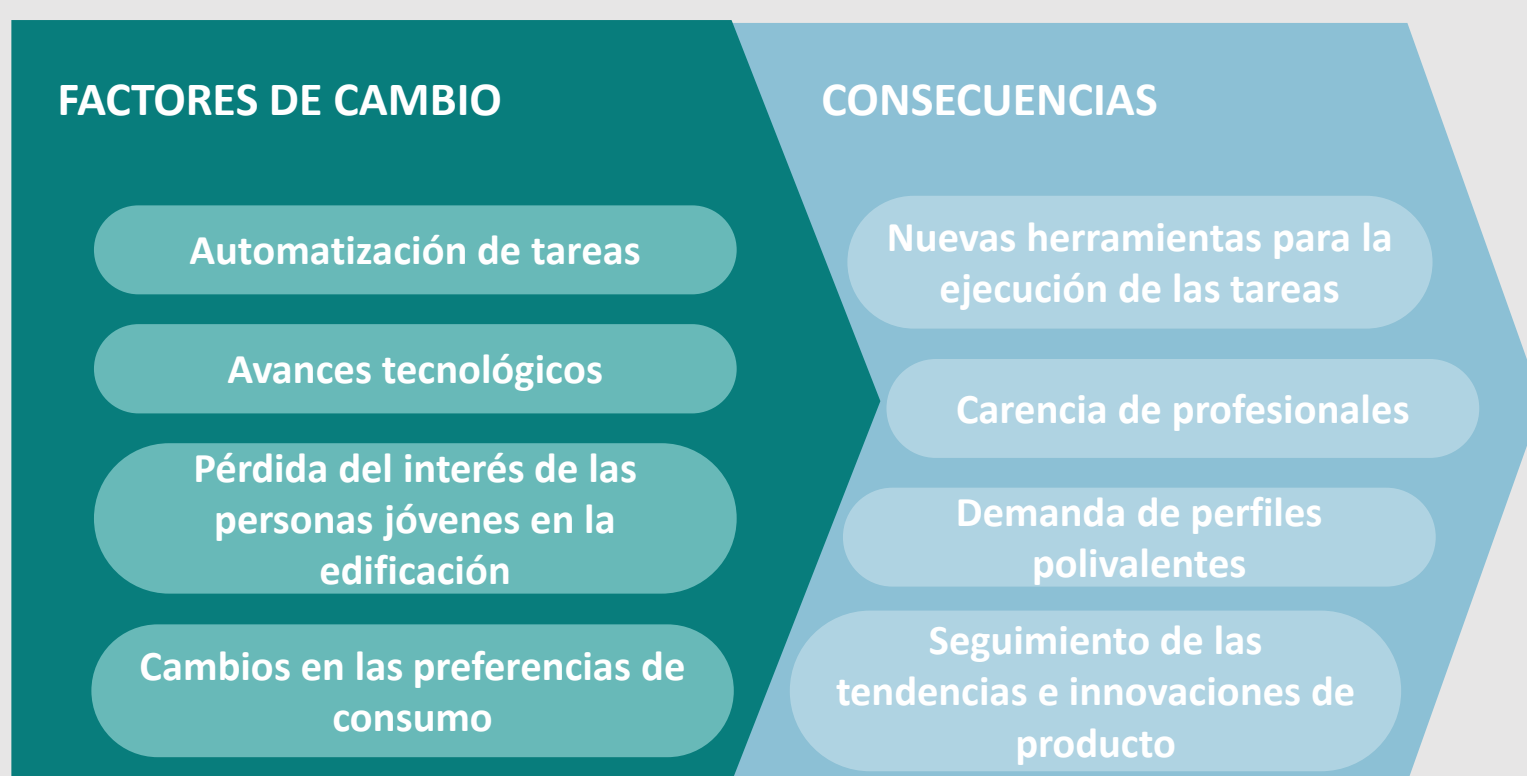 FACTORES DE CAMBIO
Automatización de tareas
Avances tecnológicos
Pérdida del interés de las
personas jóvenes en la
edificación
Cambios en las preferencias de
consumo
CONSECUENCIAS
Nuevas herramientas para la
ejecución de las tareas
Carencia de profesionales
Demanda de perfiles
polivalentes
Seguimiento de las
tendencias e innovaciones de
producto